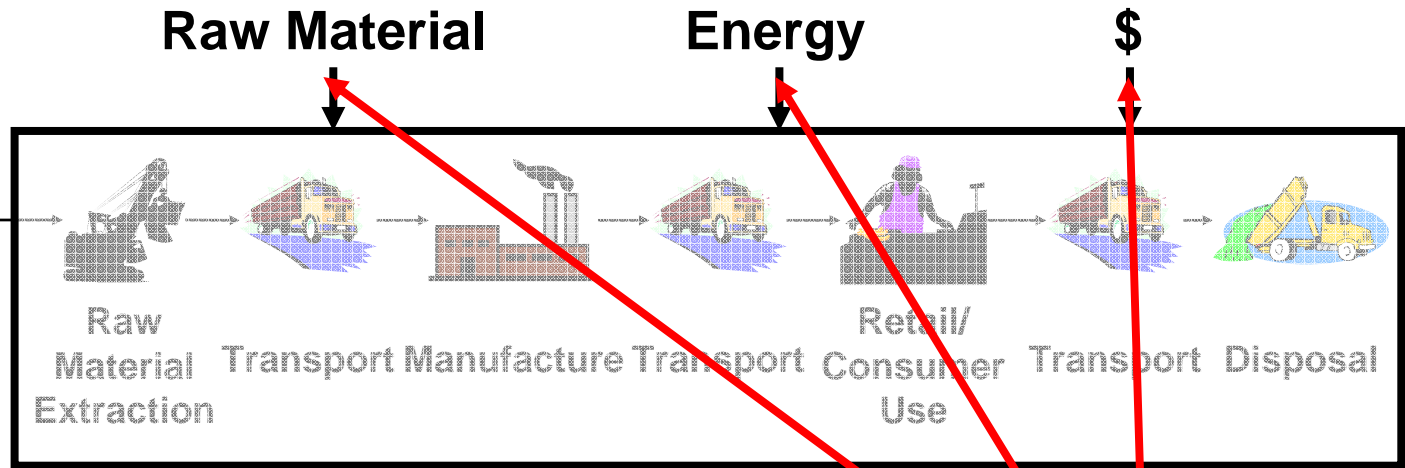 Raw Material Energy $
Raw
Material
Extraction
Transport
Manufacture
Transport
Retail/
Consumer
Use
Transport
Disposal